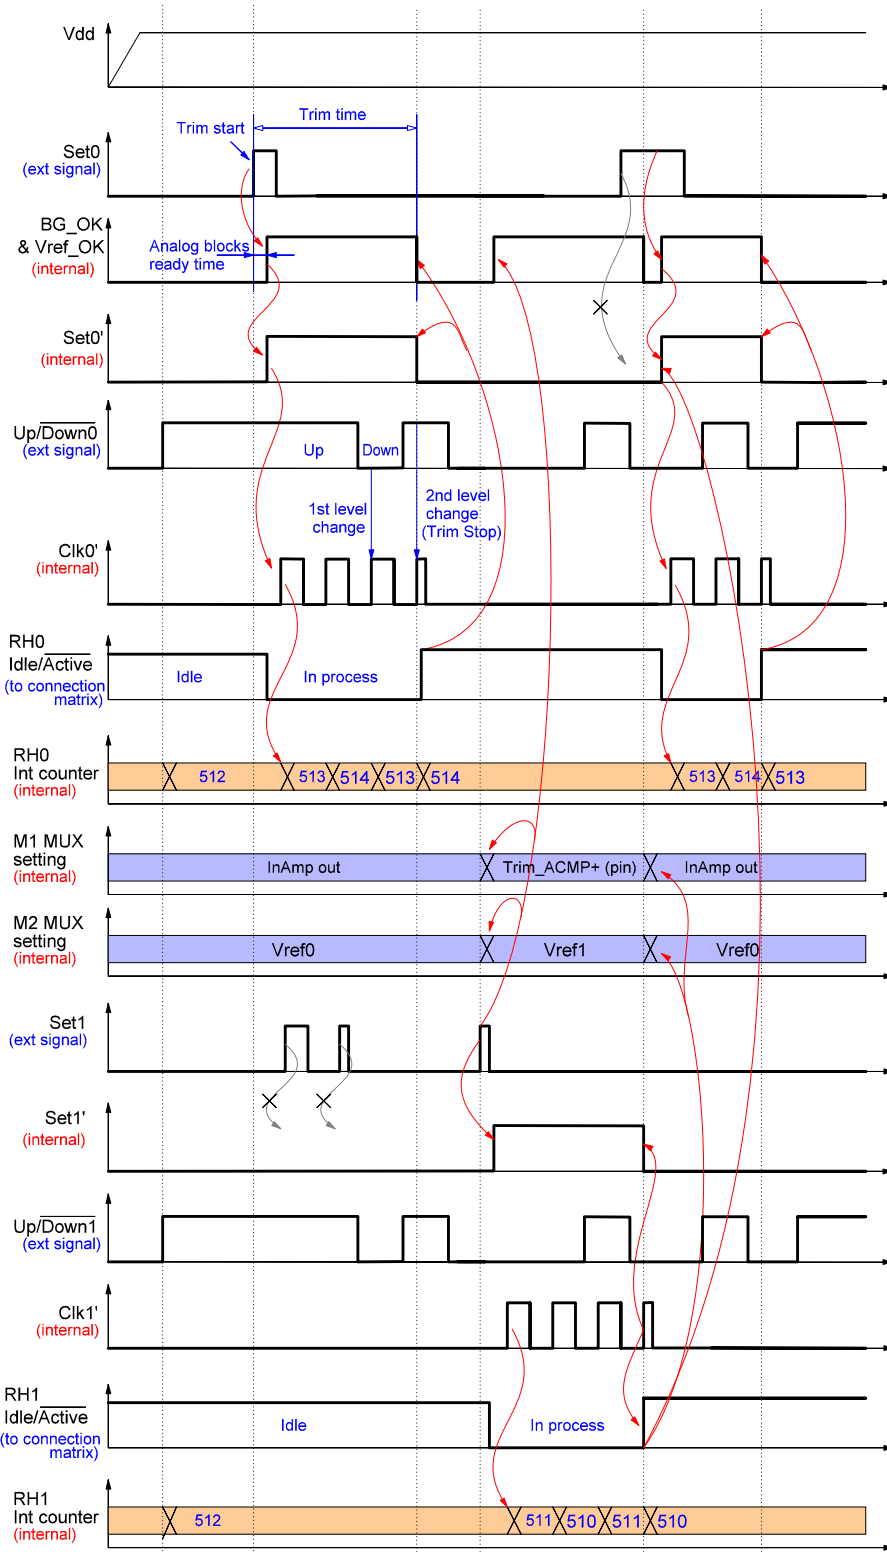 Vdd
Trim time
Trim start
Set0
(ext signal)
BG_OK
& Vref_OK
(internal)
Analog blocks
ready time
Set0'
(internal)
Up/Down0
(ext signal)
Up
Down
1st level
change
2nd level
change
(Trim Stop)
Clk0'
(internal)
RH0
Idle/Active
(to connection
matrix)
Idle
In process
RH0
Int counter
(internal)
512
513
514
513
514
513
514
513
M1 MUX
setting
(internal)
InAmp out
Trim_ACMP+ (pin)
InAmp out
M2 MUX
setting
(internal)
Vref0
Vref1
Vref0
Set1
(ext signal)
Set1'
(internal)
Up/Down1
(ext signal)
Clk1'
(internal)
RH1
Idle/Active
(to connection
matrix)
Idle
In process
RH1
Int counter
(internal)
512
511
510
511
510